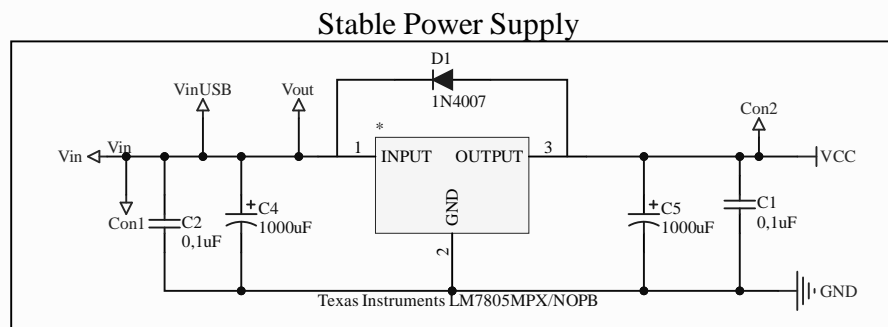 Stable Power Supply
D1
1N4007
VinUSB
Vout
Con2
*
Vin
Vin
1
INPUT
OUTPUT
3
VCC
GND
Con1
C2
0,1uF
+
C4
1000uF
+
C5
1000uF
C1
0,1uF
2
GND
Texas Instruments LM7805MPX/NOPB